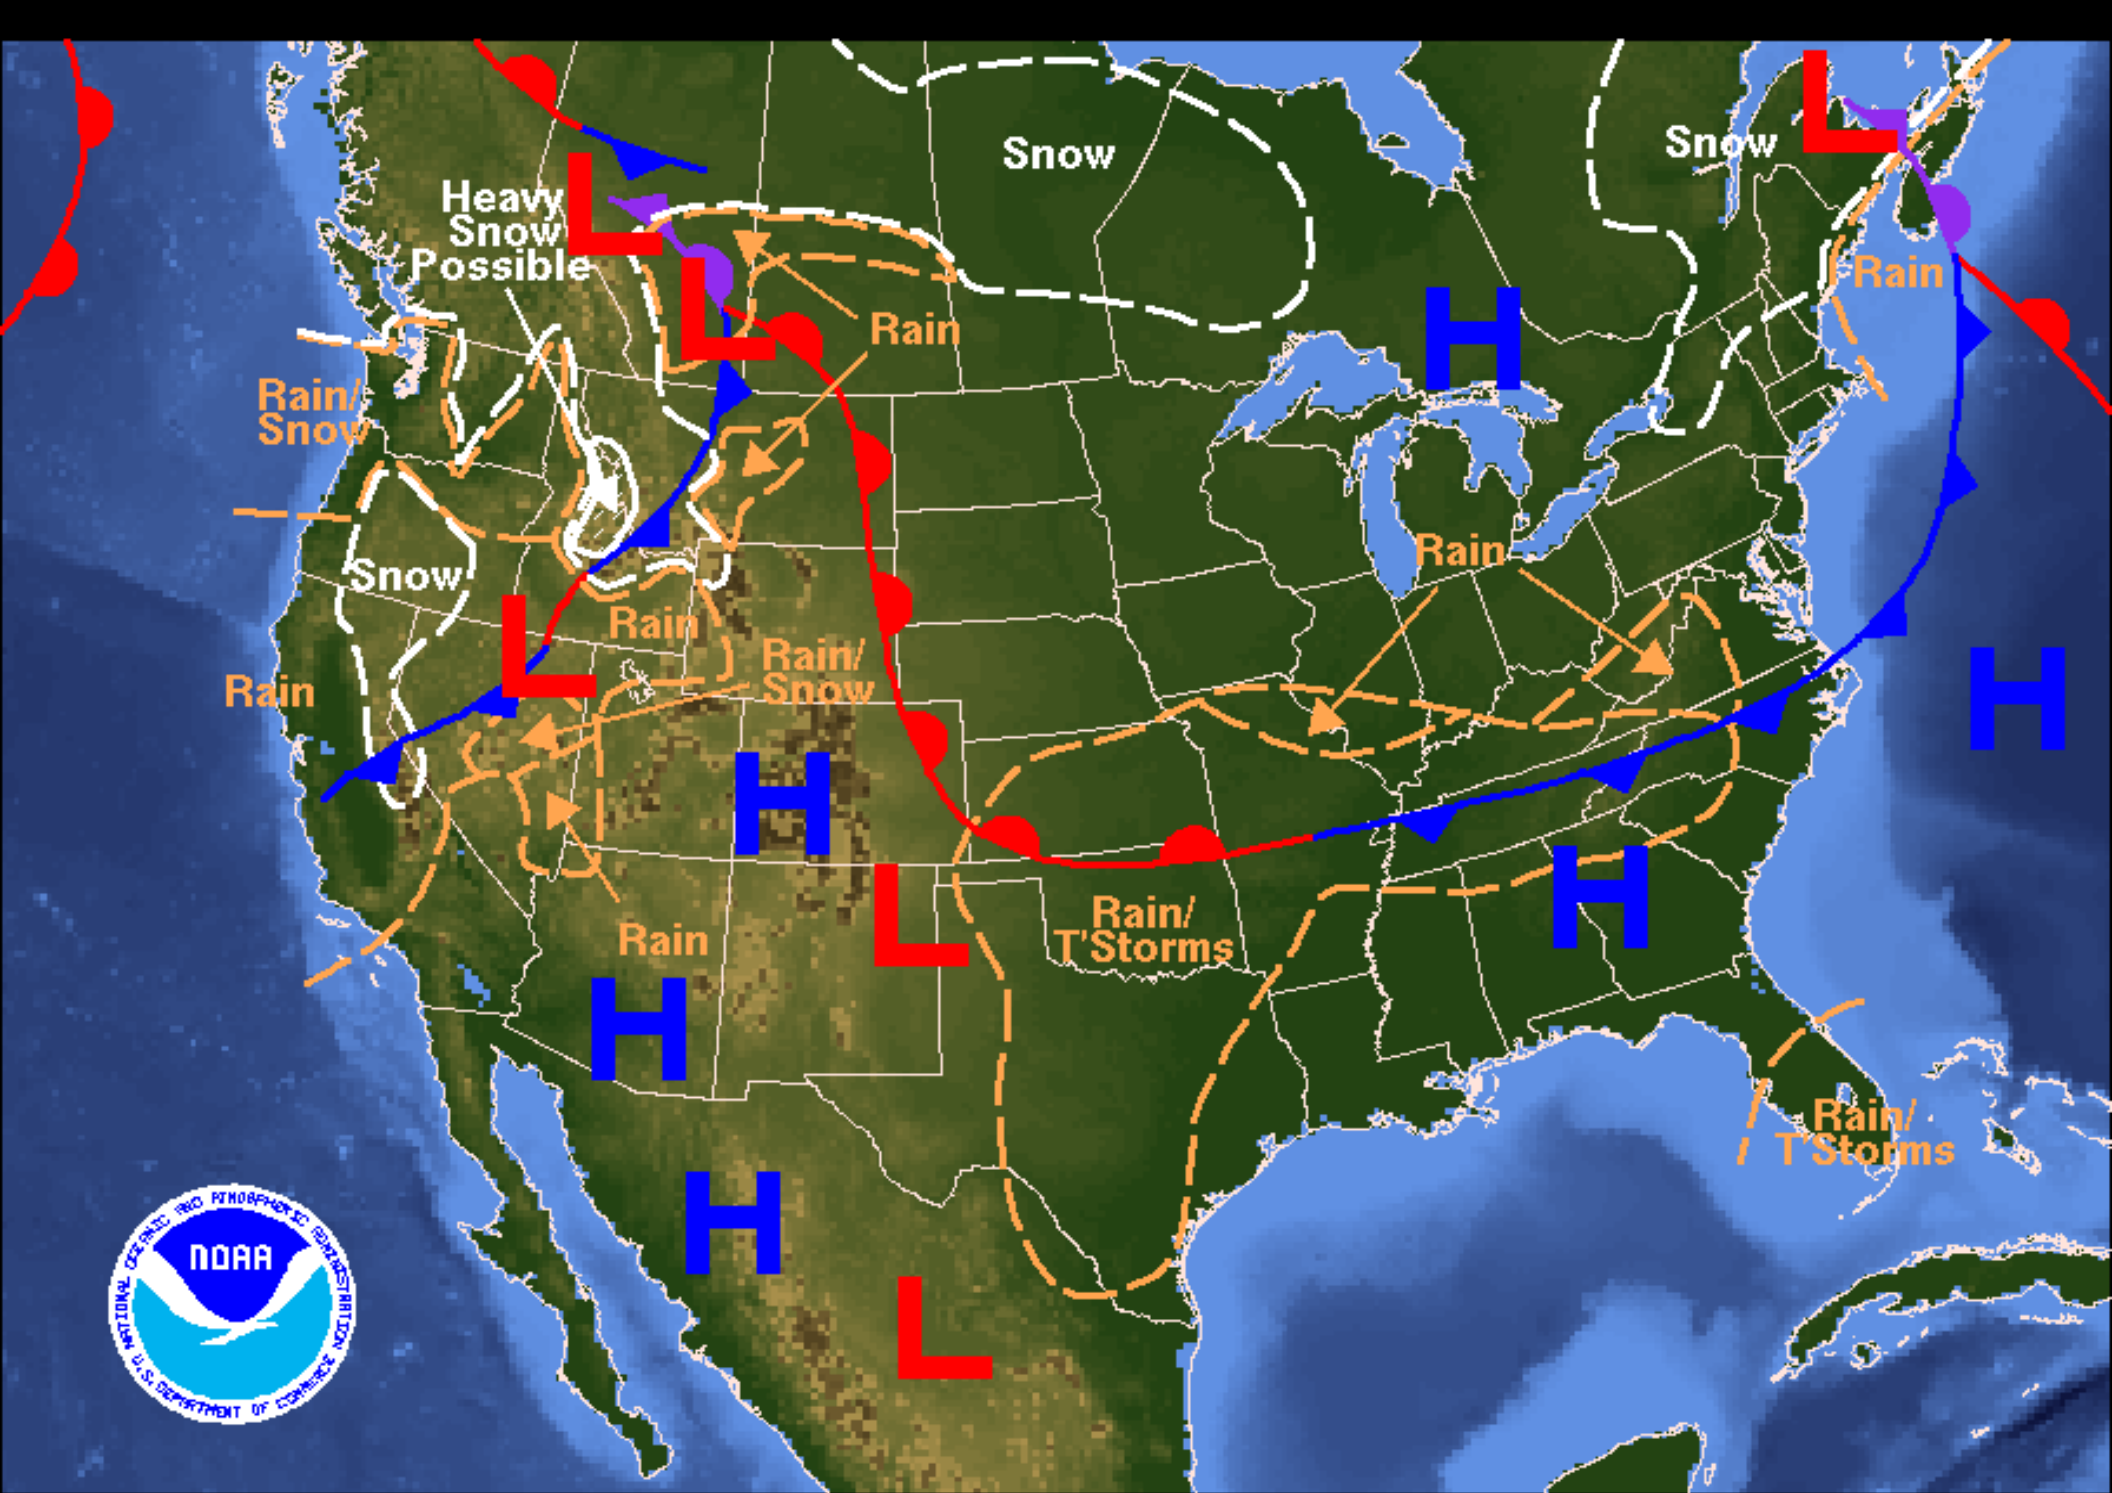 L
Snow
Snow
L
Heavy
Snow
Possible
Rain
L
H
Rain
Rain/
Snow
Rain
Snow
L
Rain
Rain/
Snow
Rain
H
H
L
H
Rain/
T'Storms
Rain
H
H
L
Rain/
T'Storms
NOAA
NATIONAL OCEANIC AND ATMOSPHERIC ADMINISTRATION
U.S. DEPARTMENT OF COMMERCE